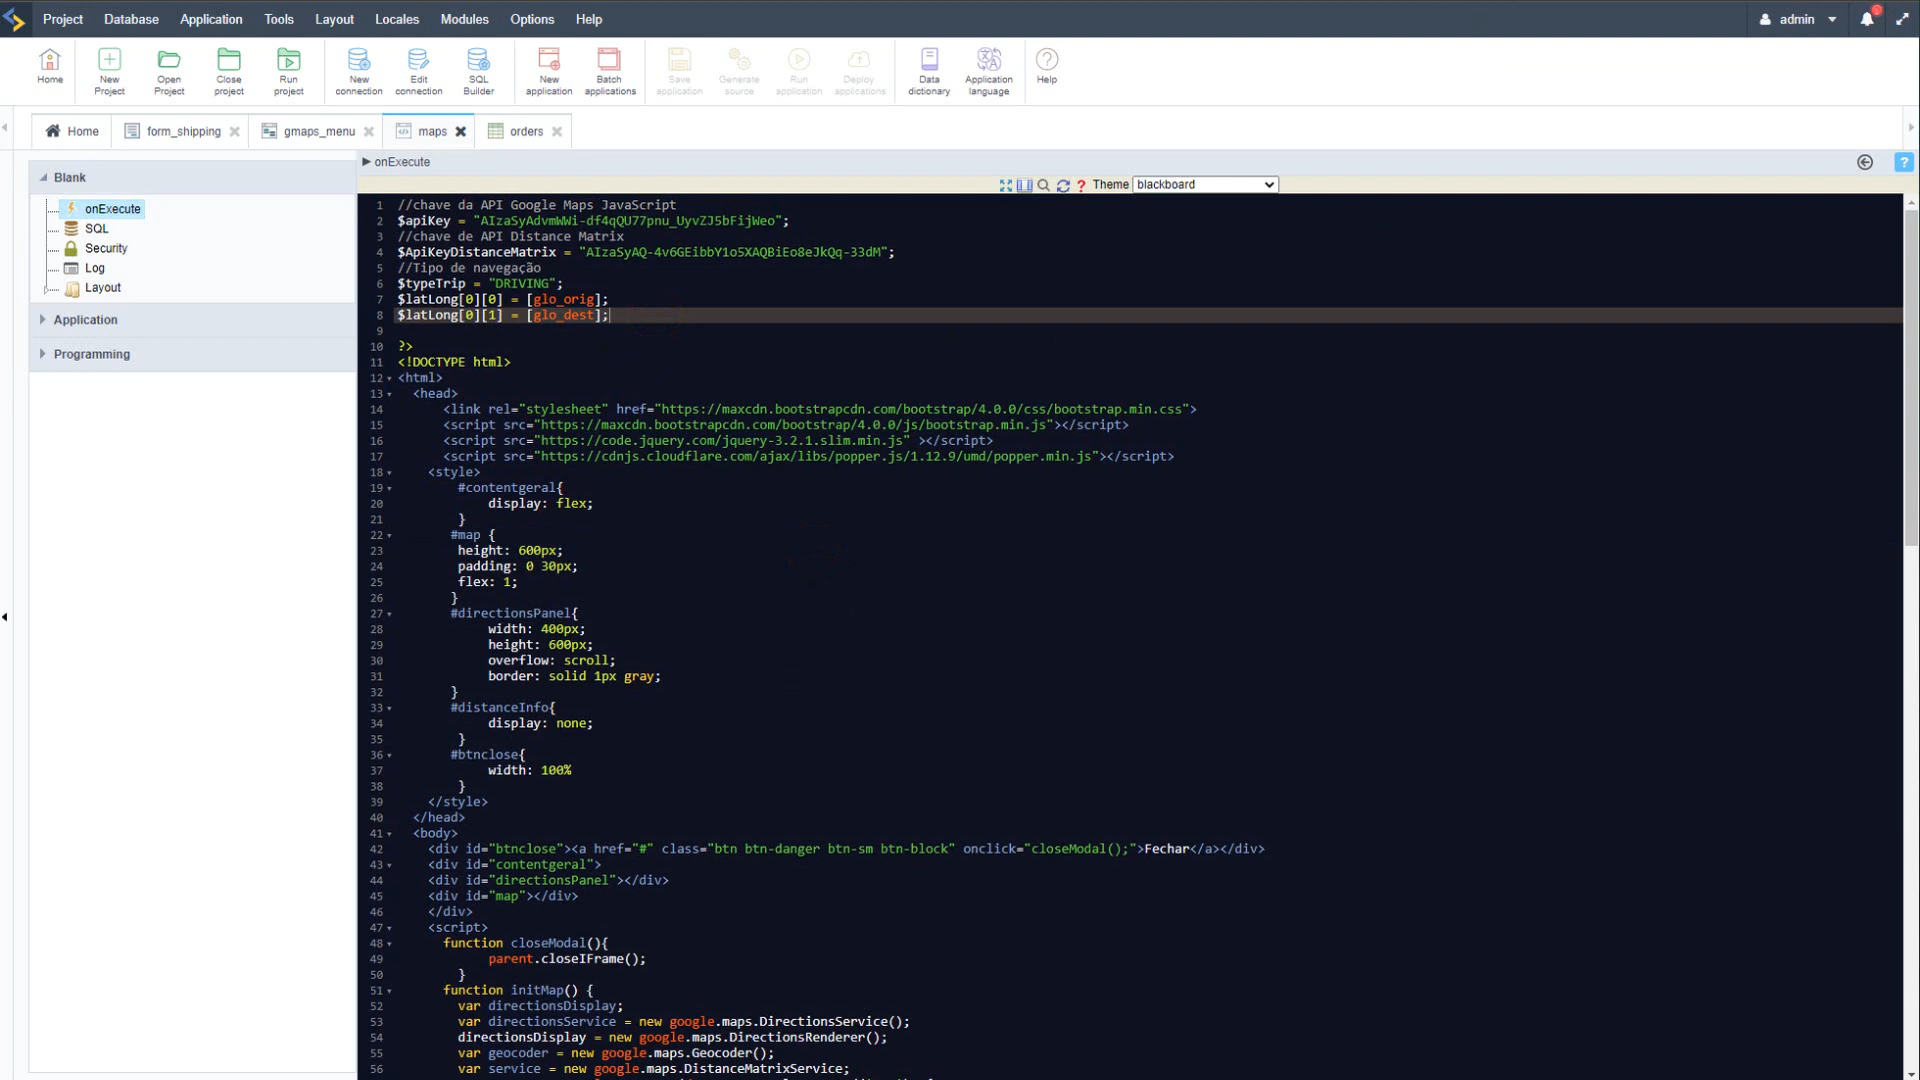 Project Database Application Tools Layout Locales Modules Options Help admin
Home New Project Open Project Close project Run project New connection Edit connection SQL Builder New application Batch applications Save application Generate source Run application Deploy applications Data dictionary Application language Help
Home form_shipping gmaps_menu maps orders
Blank
onExecute
SQL
Security
Log
Layout
Application
Programming
onExecute
Theme blackboard
1 //chave da API Google Maps JavaScript
2 $apiKey = "AIzaSyAdvmWWi-df4qQU77pnu_UyvZJ5bFijWeo";
3 //chave de API Distance Matrix
4 $ApiKeyDistanceMatrix = "AIzaSyAQ-4v6GEibbY1o5XAQBiEo8eJkQq-33dM";
5 //Tipo de navegação
6 $typeTrip = "DRIVING";
7 $latLong[0][0] = [glo_orig];
8 $latLong[0][1] = [glo_dest];
9
10 ?>
11 <!DOCTYPE html>
12 <html>
13 <head>
14 <link rel="stylesheet" href="https://maxcdn.bootstrapcdn.com/bootstrap/4.0.0/css/bootstrap.min.css">
15 <script src="https://maxcdn.bootstrapcdn.com/bootstrap/4.0.0/js/bootstrap.min.js"></script>
16 <script src="https://code.jquery.com/jquery-3.2.1.slim.min.js" ></script>
17 <script src="https://cdnjs.cloudflare.com/ajax/libs/popper.js/1.12.9/umd/popper.min.js"></script>
18 <style>
19 #contentgeral{
20 display: flex;
21 }
22 #map {
23 height: 600px;
24 padding: 0 30px;
25 flex: 1;
26 }
27 #directionsPanel{
28 width: 400px;
29 height: 600px;
30 overflow: scroll;
31 border: solid 1px gray;
32 }
33 #distanceInfo{
34 display: none;
35 }
36 #btnclose{
37 width: 100%
38 }
39 </style>
40 </head>
41 <body>
42 <div id="btnclose"><a href="#" class="btn btn-danger btn-sm btn-block" onclick="closeModal();">Fechar</a></div>
43 <div id="contentgeral">
44 <div id="directionsPanel"></div>
45 <div id="map"></div>
46 </div>
47 <script>
48 function closeModal(){
49 parent.closeIFrame();
50 }
51 function initMap() {
52 var directionsDisplay;
53 var directionsService = new google.maps.DirectionsService();
54 directionsDisplay = new google.maps.DirectionsRenderer();
55 var geocoder = new google.maps.Geocoder();
56 var service = new google.maps.DistanceMatrixService;